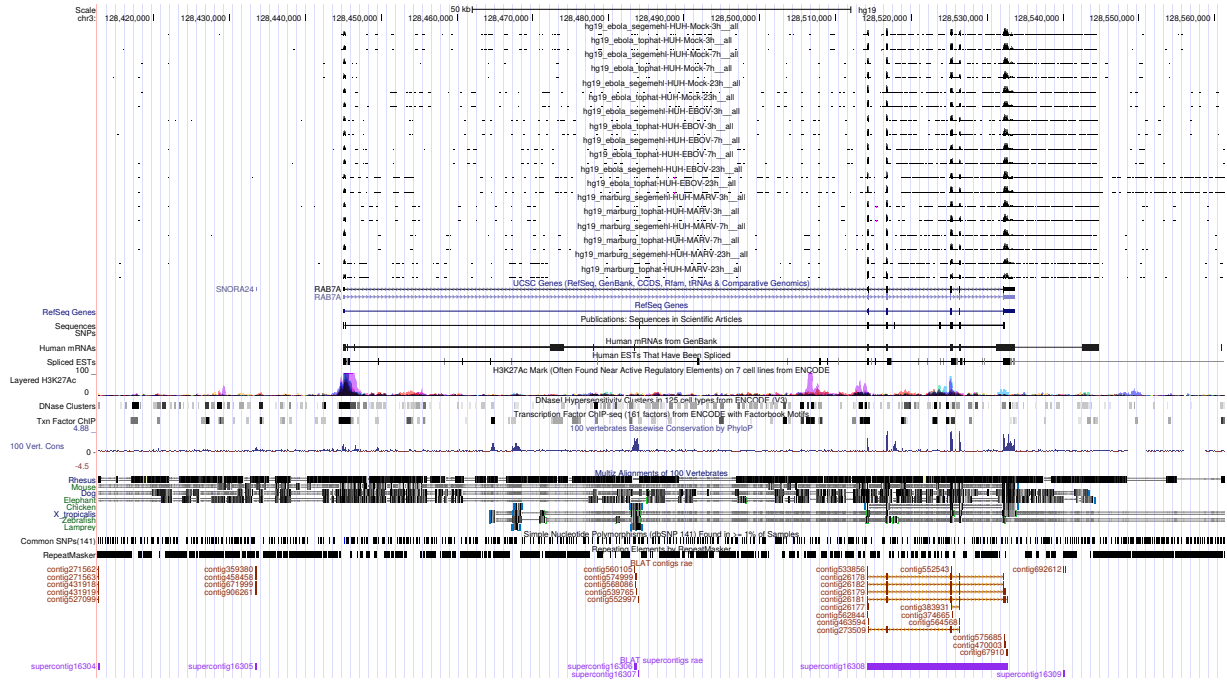 Scale 50 kb hg19
chr3: 128,420,000 128,430,000 128,440,000 128,450,000 128,460,000 128,470,000 128,480,000 128,490,000 128,500,000 128,510,000 128,520,000 128,530,000 128,540,000 128,550,000 128,560,000
hg19_ebola_segemehl-HUH-Mock-3h__all
hg19_ebola_tophat-HUH-Mock-3h__all
hg19_ebola_segemehl-HUH-Mock-7h__all
hg19_ebola_tophat-HUH-Mock-7h__all
hg19_ebola_segemehl-HUH-Mock-23h__all
hg19_ebola_tophat-HUH-Mock-23h__all
hg19_ebola_segemehl-HUH-EBOV-3h__all
hg19_ebola_tophat-HUH-EBOV-3h__all
hg19_ebola_segemehl-HUH-EBOV-7h__all
hg19_ebola_tophat-HUH-EBOV-7h__all
hg19_ebola_segemehl-HUH-EBOV-23h__all
hg19_ebola_tophat-HUH-EBOV-23h__all
hg19_marburg_segemehl-HUH-MARV-3h__all
hg19_marburg_tophat-HUH-MARV-3h__all
hg19_marburg_segemehl-HUH-MARV-7h__all
hg19_marburg_tophat-HUH-MARV-7h__all
hg19_marburg_segemehl-HUH-MARV-23h__all
hg19_marburg_tophat-HUH-MARV-23h__all
UCSC Genes (RefSeq, GenBank, CCDS, Rfam, tRNAs & Comparative Genomics)
SNORA24 RAB7A
RAB7A
RefSeq Genes
RefSeq Genes
Publications: Sequences in Scientific Articles
Sequences
SNPs
Human mRNAs from GenBank
Human mRNAs
Human ESTs That Have Been Spliced
Spliced ESTs
H3K27Ac Mark (Often Found Near Active Regulatory Elements) on 7 cell lines from ENCODE
100
Layered H3K27Ac
0
DNaseI Hypersensitivity Clusters in 125 cell types from ENCODE (V3)
DNase Clusters
Transcription Factor ChIP-seq (161 factors) from ENCODE with Factorbook Motifs
Txn Factor ChIP
4.88
100 vertebrates Basewise Conservation by PhyloP
100 Vert. Cons
0
-4.5
Multiz Alignments of 100 Vertebrates
Rhesus
Mouse
Dog
Elephant
Chicken
X_tropicalis
Zebrafish
Lamprey
Simple Nucleotide Polymorphisms (dbSNP 141) Found in >= 1% of Samples
Common SNPs(141)
Repeating Elements by RepeatMasker
RepeatMasker
BLAT contigs rae
contig271562 contig359380 contig560105 contig533856 contig552543 contig692612
contig271563 contig458458 contig574999 contig26178
contig431918 contig671999 contig568086 contig26182
contig431919 contig906261 contig539765 contig26179
contig527099 contig552997 contig26181
contig26177 contig383931
contig562844 contig374665
contig463594 contig564568
contig273509
contig575685
contig470003
contig67910
BLAT supercontigs rae
supercontig16304 supercontig16305 supercontig16306 supercontig16308
supercontig16307 supercontig16309